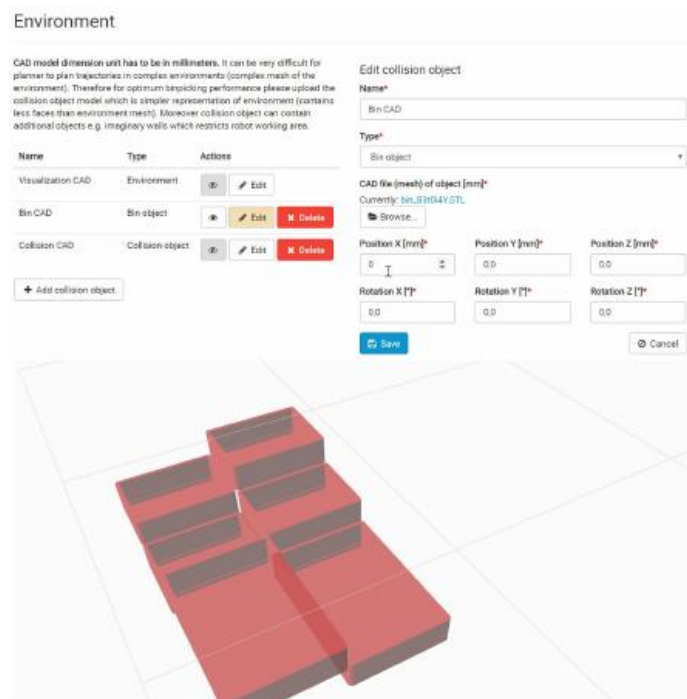 Environment
CAD model dimension unit has to be in millimeters. It can be very difficult for
planner to plan trajectories in complex environments (complex mesh of the
environment). Therefore for optimum binpicking performance please upload the
collision object model which is simpler representation of environment (contains
less faces than environment mesh). Moreover collision object can contain
additional objects e.g. imaginary walls which restricts robot working area.
Name Type Actions
Visualization CAD Environment Edit
Bin CAD Bin object Edit Delete
Collision CAD Collision object Edit Delete
Add collision object
Edit collision object
Name*
Bin CAD
Type*
Bin object
CAD file (mesh) of object [mm]*
Currently:
Browse...
Position X [mm]* Position Y [mm]* Position Z [mm]*
0 0,0 0,0
Rotation X [°]* Rotation Y [°]* Rotation Z [°]*
0,0 0,0 0,0
Save Cancel